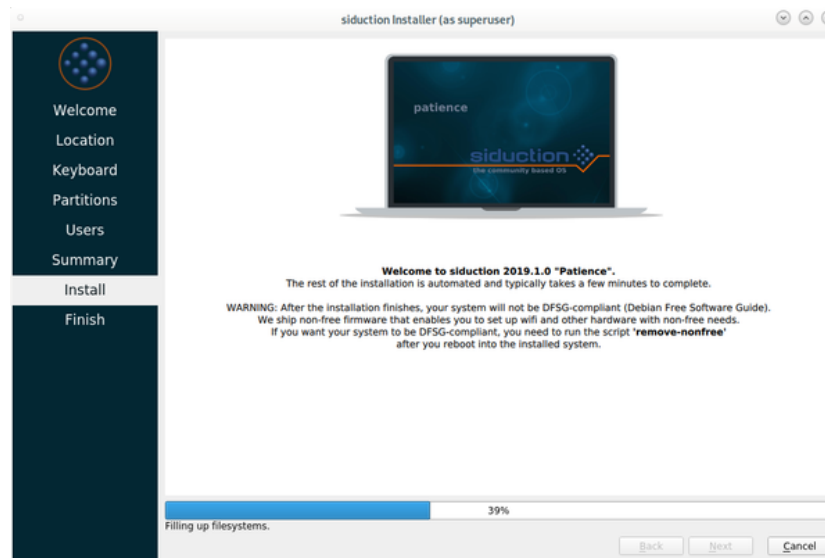 siduction Installer (as superuser)
Welcome
Location
Keyboard
Partitions
Users
Summary
Install
Finish
patience
siduction
the community based OS
Welcome to siduction 2019.1.0 "Patience".
The rest of the installation is automated and typically takes a few minutes to complete.
WARNING: After the installation finishes, your system will not be DFSG-compliant (Debian Free Software Guide).
We ship non-free firmware that enables you to set up wifi and other hardware with non-free needs.
If you want your system to be DFSG-compliant, you need to run the script 'remove-nonfree'
after you reboot into the installed system.
39%
Filling up filesystems.
Back
Next
Cancel